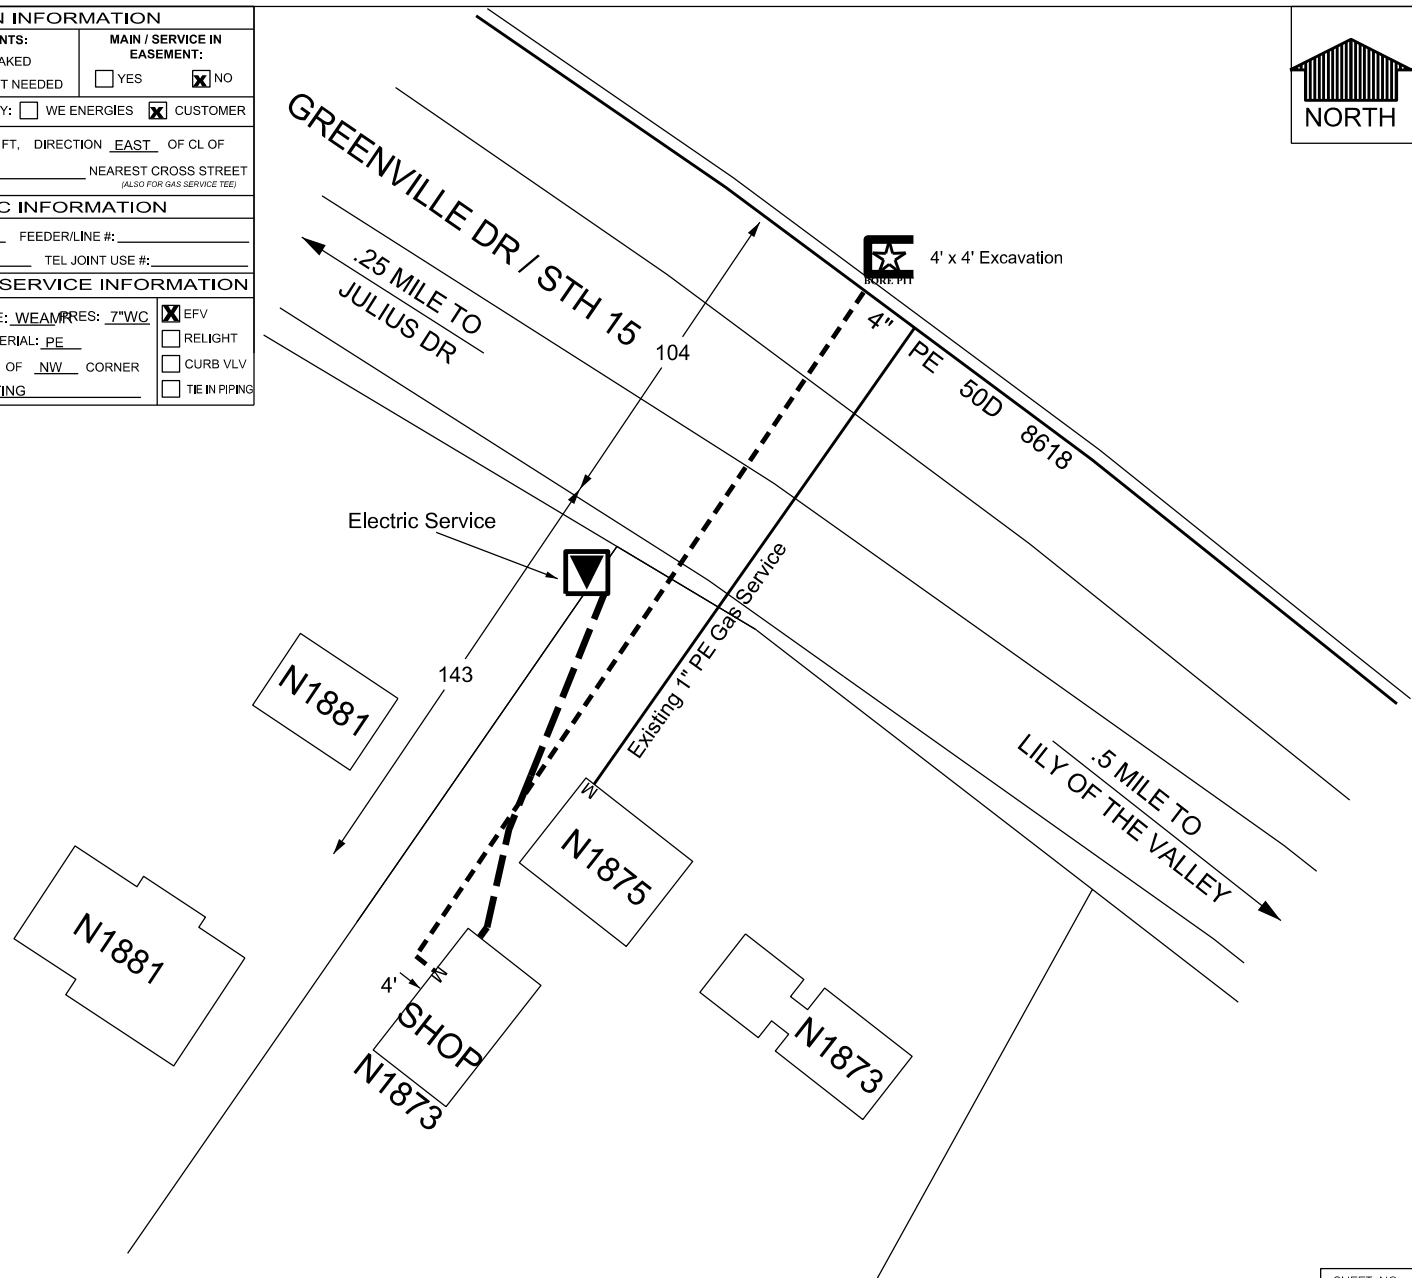 N INFORMATION
NTS:
MAIN / SERVICE IN
EASEMENT:
AKED
T NEEDED
YES
X NO
Y: WE ENERGIES X CUSTOMER
FT, DIRECTION EAST OF CL OF
NEAREST CROSS STREET
(ALSO FOR GAS SERVICE TEE)
C INFORMATION
FEEDER/LINE #:
TEL JOINT USE #:
SERVICE INFORMATION
E: WEAMR PRES: 7"WC
X EFV
ERIAL: PE
RELIGHT
OF NW CORNER
CURB VLV
TING
TIE IN PIPING
NORTH
GREENVILLE DR / STH 15
.25 MILE TO
JULIUS DR
104
BORE PIT
4' x 4' Excavation
4" PE 50D 8618
Electric Service
Existing 1" PE Gas Service
143
N1881
M
N1875
.5 MILE TO
LILY OF THE VALLEY
N1881
M
4'
SHOP
N1873
N1873
SHEET NO